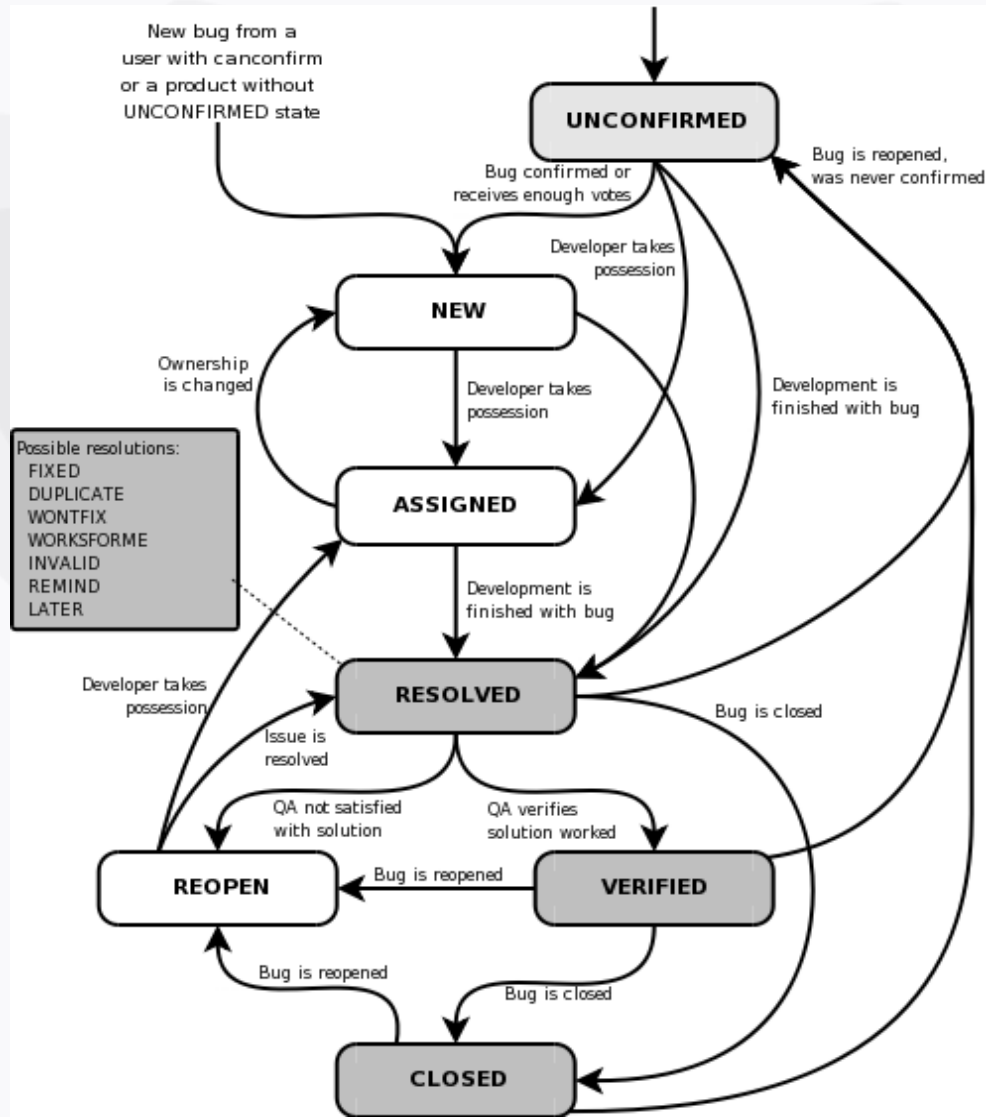 New bug from a
user with canconfirm
or a product without
UNCONFIRMED state
UNCONFIRMED
Bug is reopened,
was never confirmed
Bug confirmed or
receives enough votes
Developer takes
possession
NEW
Ownership
is changed
Developer takes
possession
Development is
finished with bug
Possible resolutions:
FIXED
DUPLICATE
WONTFIX
WORKSFORME
INVALID
REMIND
LATER
ASSIGNED
Development is
finished with bug
Developer takes
possession
RESOLVED
Bug is closed
Issue is
resolved
QA not satisfied
with solution
QA verifies
solution worked
REOPEN
Bug is reopened
VERIFIED
Bug is reopened
Bug is closed
CLOSED